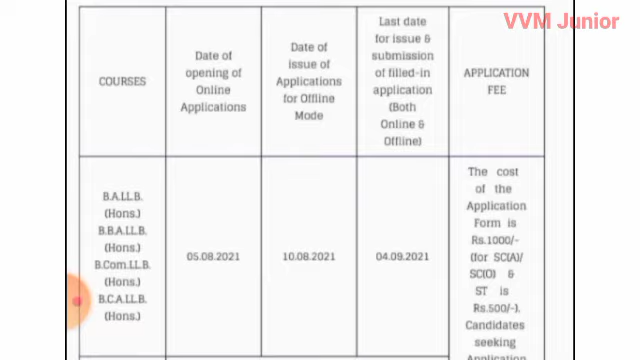 VVM Junior
COURSES
Date of
opening of
Online
Applications
Date of
issue of
Applications
for Offline
Mode
Last date
for issue &
submission
of filled-in
application
(Both
Online &
Offline)
APPLICATION
FEE
B.A.LL.B.
(Hons.)
B.B.A.LL.B.
(Hons.)
B.Com.LL.B.
(Hons.)
B.C.A.LL.B.
(Hons.)
05.08.2021
10.08.2021
04.09.2021
The cost
of the
Application
Form is
Rs.1000/-
(for SC(A)/
SC(O) &
ST is
Rs.500/-).
Candidates
seeking
Application